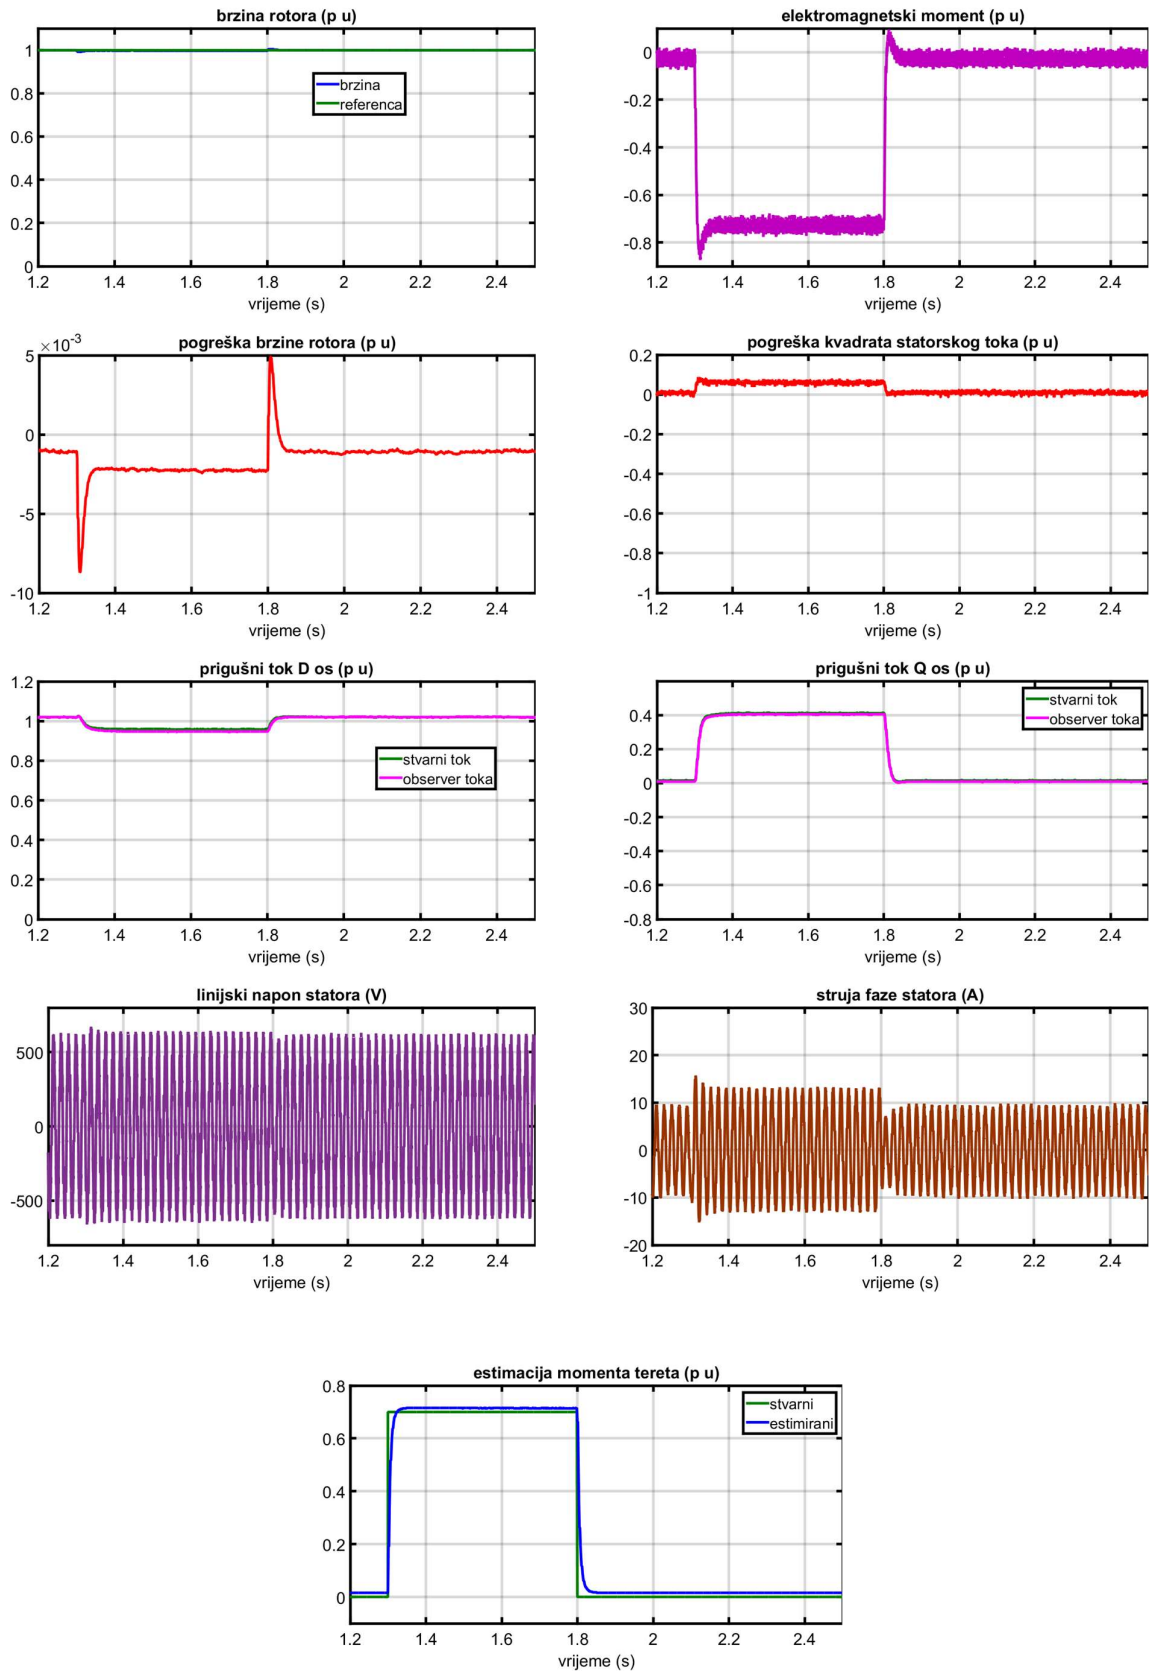 brzina rotora (p u)
1
0.8
0.6
0.4
0.2
0
brzina
referenca
1.2 1.4 1.6 1.8 2 2.2 2.4
vrijeme (s)
elektromagnetski moment (p u)
0
-0.2
-0.4
-0.6
-0.8
1.2 1.4 1.6 1.8 2 2.2 2.4
vrijeme (s)
pogreška brzine rotora (p u)
×10-3
5
0
-5
-10
1.2 1.4 1.6 1.8 2 2.2 2.4
vrijeme (s)
pogreška kvadrata statorskog toka (p u)
0.2
0
-0.2
-0.4
-0.6
-0.8
-1
1.2 1.4 1.6 1.8 2 2.2 2.4
vrijeme (s)
prigušni tok D os (p u)
1.2
1
0.8
0.6
0.4
0.2
0
stvarni tok
observer toka
1.2 1.4 1.6 1.8 2 2.2 2.4
vrijeme (s)
prigušni tok Q os (p u)
stvarni tok
observer toka
0.4
0.2
0
-0.2
-0.4
-0.6
-0.8
1.2 1.4 1.6 1.8 2 2.2 2.4
vrijeme (s)
linijski napon statora (V)
500
0
-500
1.2 1.4 1.6 1.8 2 2.2 2.4
vrijeme (s)
struja faze statora (A)
30
20
10
0
-10
-20
1.2 1.4 1.6 1.8 2 2.2 2.4
vrijeme (s)
estimacija momenta tereta (p u)
0.8
stvarni
estimirani
0.6
0.4
0.2
0
1.2 1.4 1.6 1.8 2 2.2 2.4
vrijeme (s)